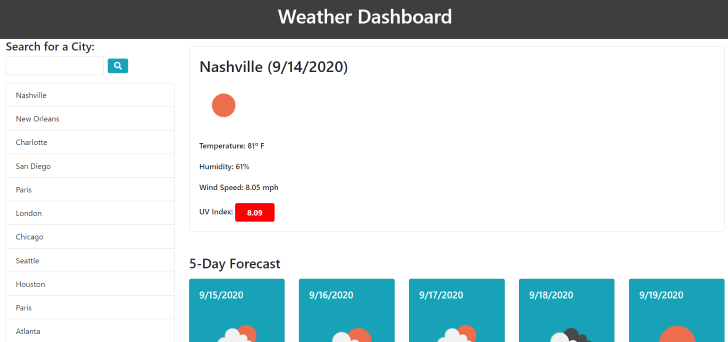 Weather Dashboard
Search for a City:
Nashville
New Orleans
Charlotte
San Diego
Paris
London
Chicago
Seattle
Houston
Paris
Atlanta
Nashville (9/14/2020)
Temperature: 81º F
Humidity: 61%
Wind Speed: 8.05 mph
UV Index: 8.09
5-Day Forecast
9/15/2020
9/16/2020
9/17/2020
9/18/2020
9/19/2020